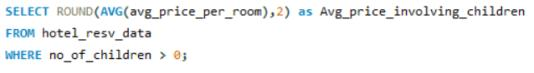 SELECT ROUND(AVG(avg_price_per_room),2) as Avg_price_involving_children
FROM hotel_resv_data
WHERE no_of_children > 0;